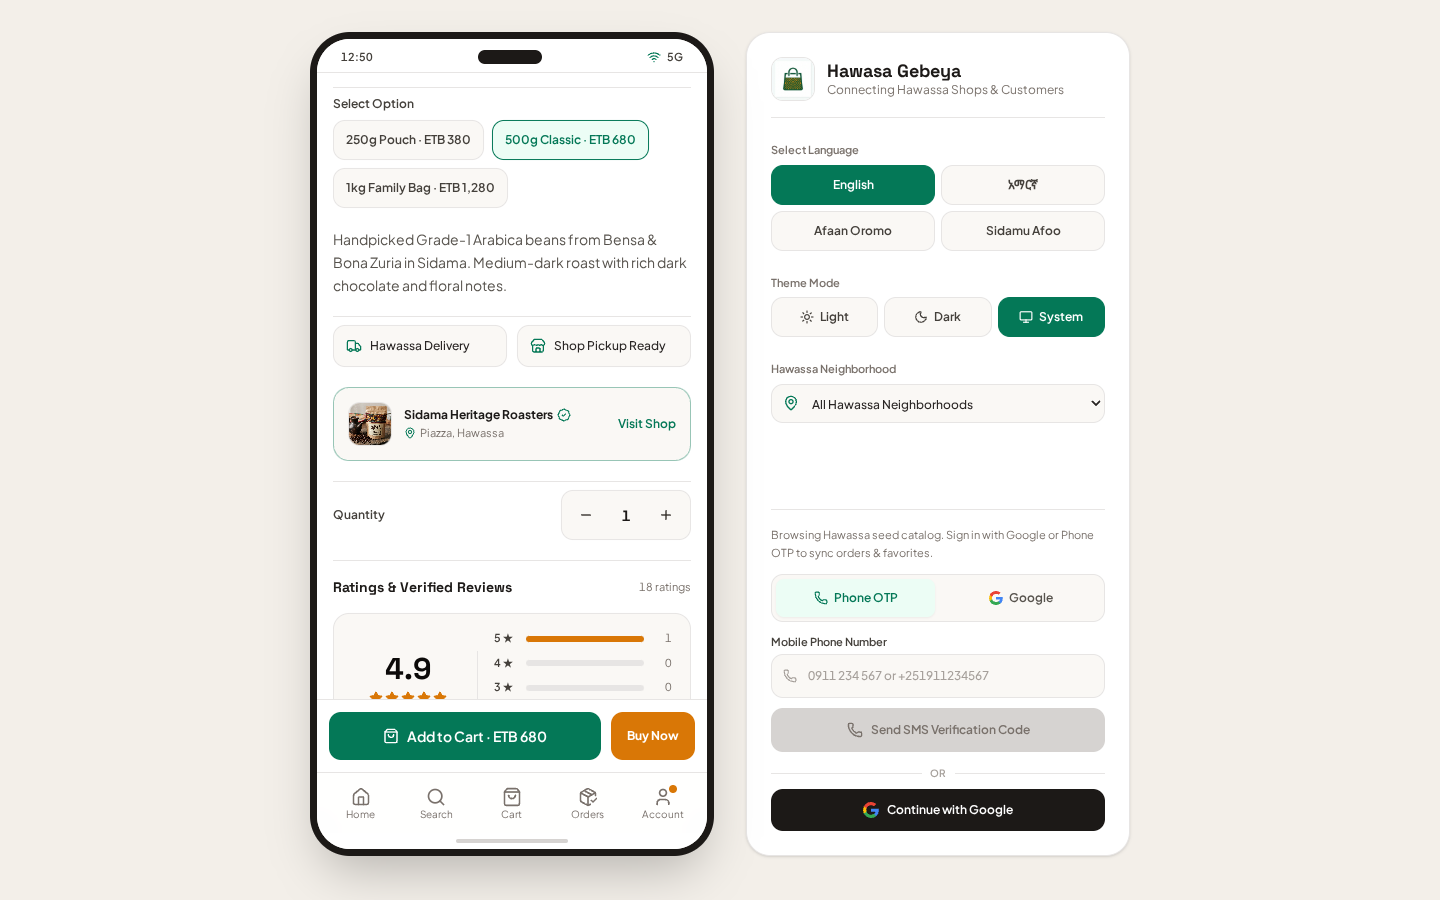 12:50
5G
Select Option
250g Pouch · ETB 380
500g Classic · ETB 680
1kg Family Bag · ETB 1,280
Handpicked Grade-1 Arabica beans from Bensa &
Bona Zuria in Sidama. Medium-dark roast with rich dark
chocolate and floral notes.
Hawassa Delivery
Shop Pickup Ready
Sidama Heritage Roasters
Piazza, Hawassa
Visit Shop
Quantity
1
Ratings & Verified Reviews
18 ratings
4.9
5 ★ 1
4 ★ 0
3 ★ 0
Add to Cart · ETB 680
Buy Now
Home
Search
Cart
Orders
Account
Hawasa Gebeya
Connecting Hawassa Shops & Customers
Select Language
English
አማርኛ
Afaan Oromo
Sidamu Afoo
Theme Mode
Light
Dark
System
Hawassa Neighborhood
All Hawassa Neighborhoods
Browsing Hawassa seed catalog. Sign in with Google or Phone
OTP to sync orders & favorites.
Phone OTP
Google
Mobile Phone Number
0911 234 567 or +251911234567
Send SMS Verification Code
OR
Continue with Google